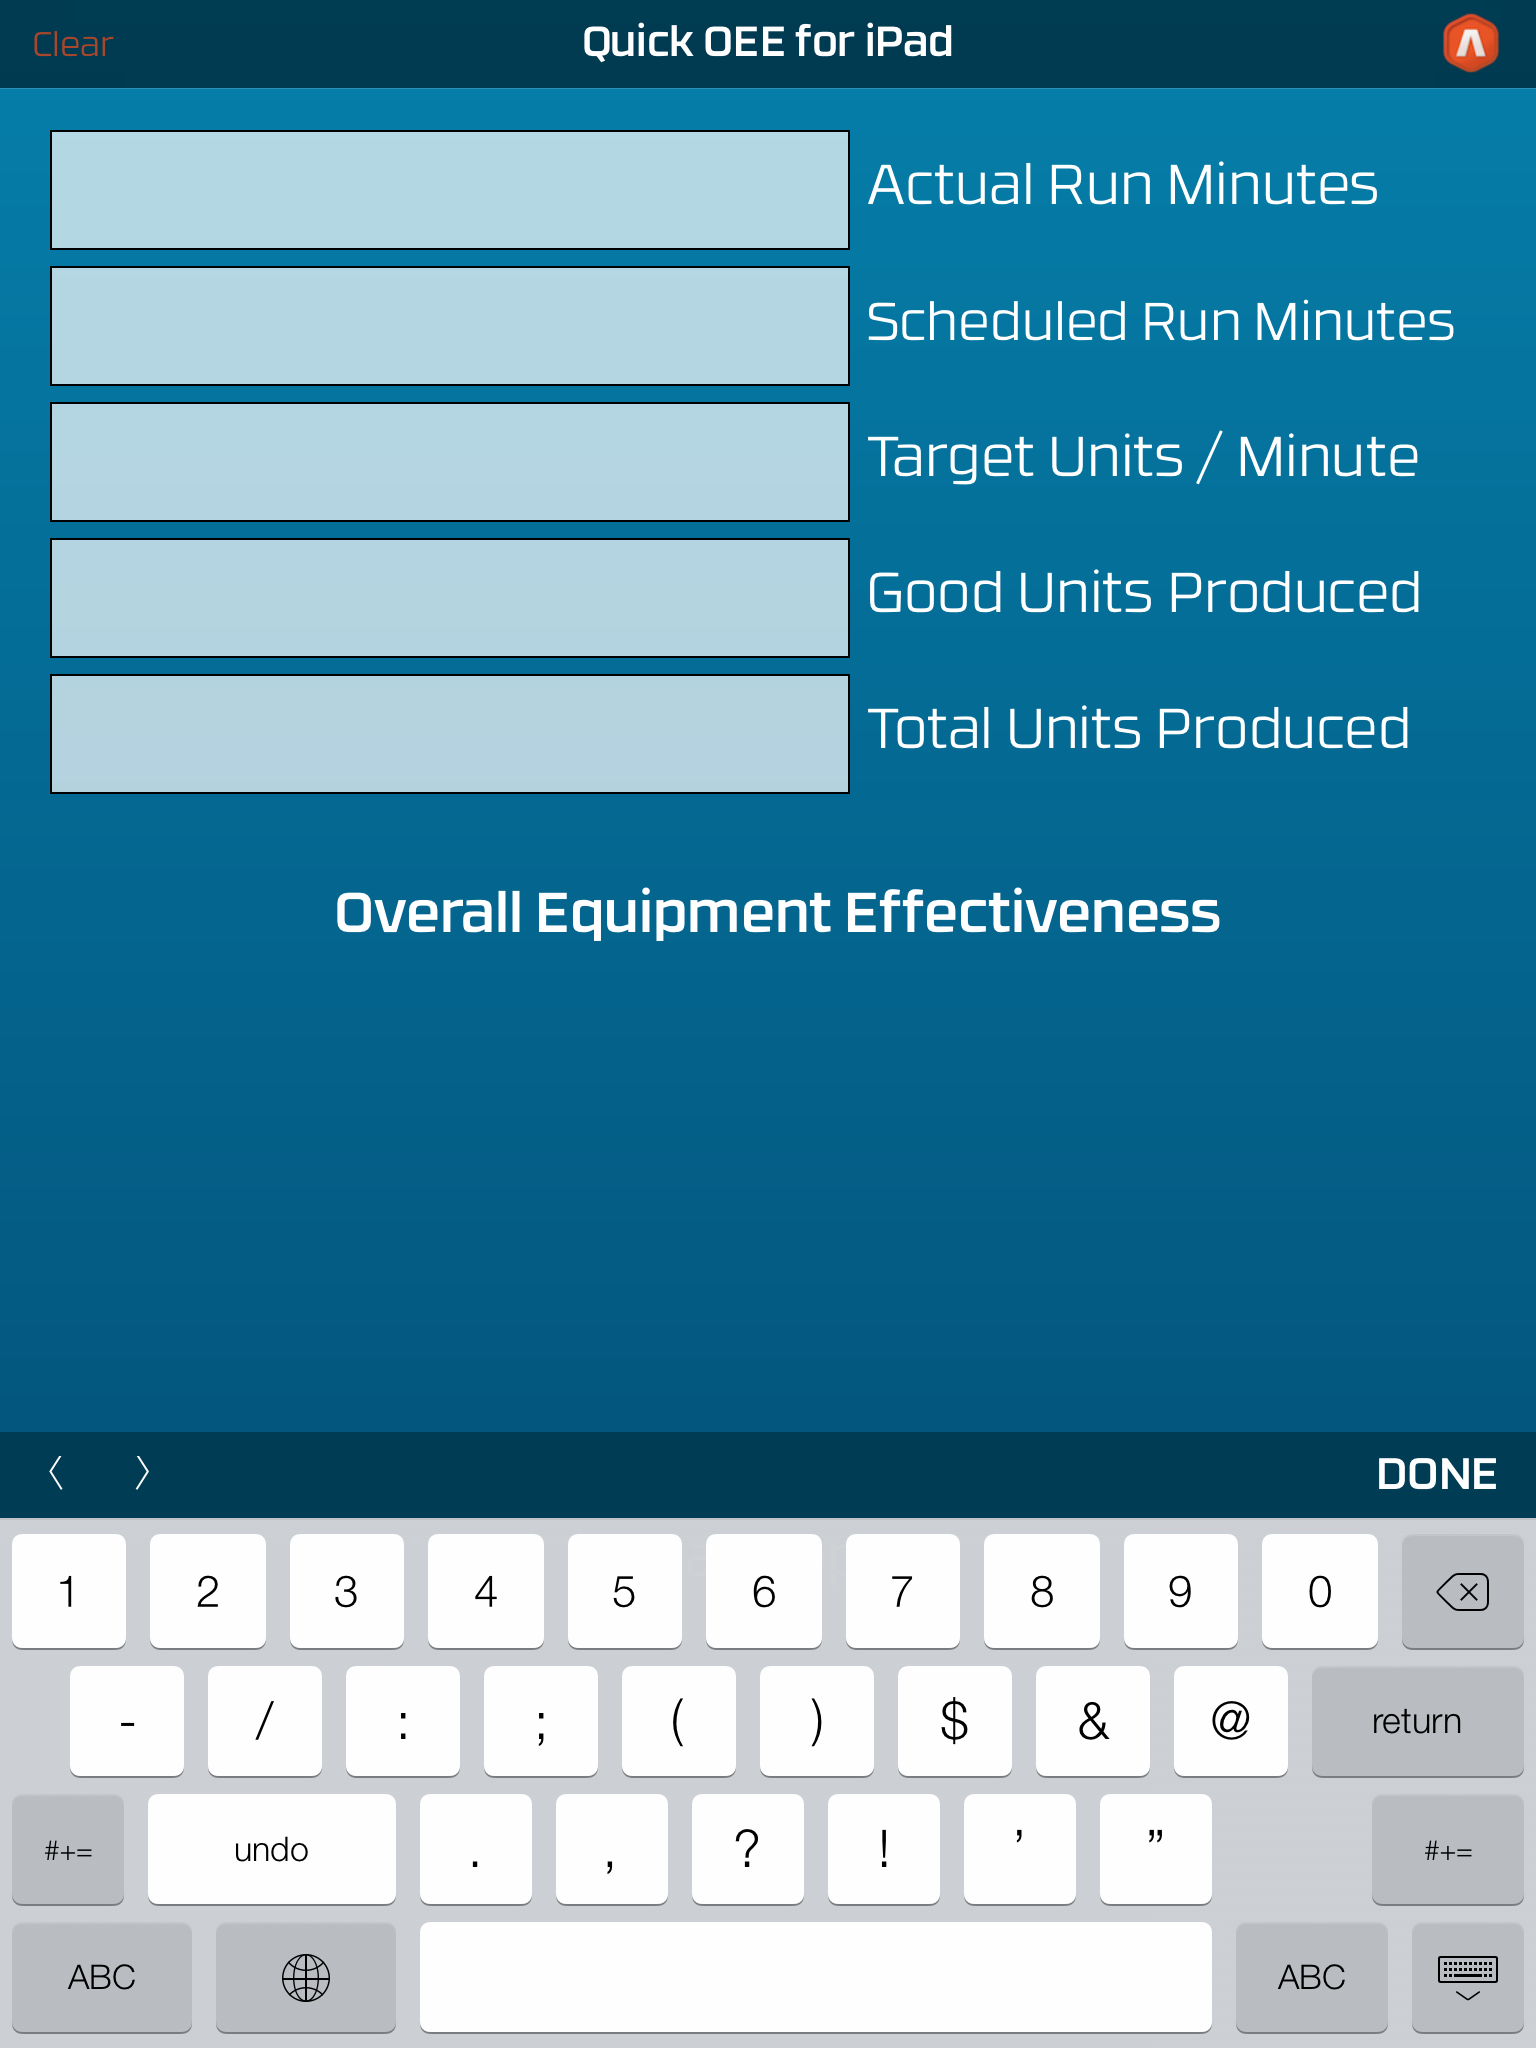 Clear
Quick OEE for iPad
Actual Run Minutes
Scheduled Run Minutes
Target Units / Minute
Good Units Produced
Total Units Produced
Overall Equipment Effectiveness
DONE
1 2 3 4 5 6 7 8 9 0
- / : ; ( ) $ & @ return
#+= undo . , ? ! ’ ” #+=
ABC ABC